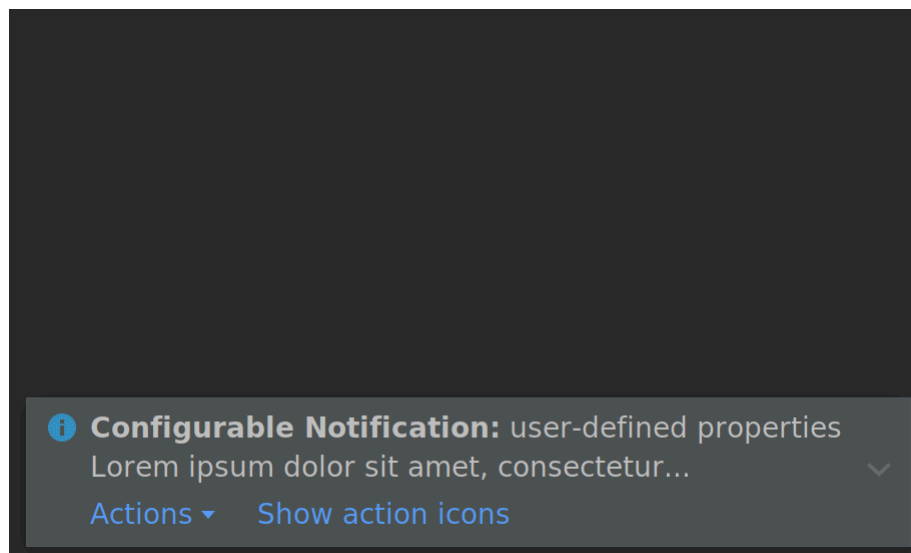 Configurable Notification: user-defined properties
Lorem ipsum dolor sit amet, consectetur...
Actions Show action icons